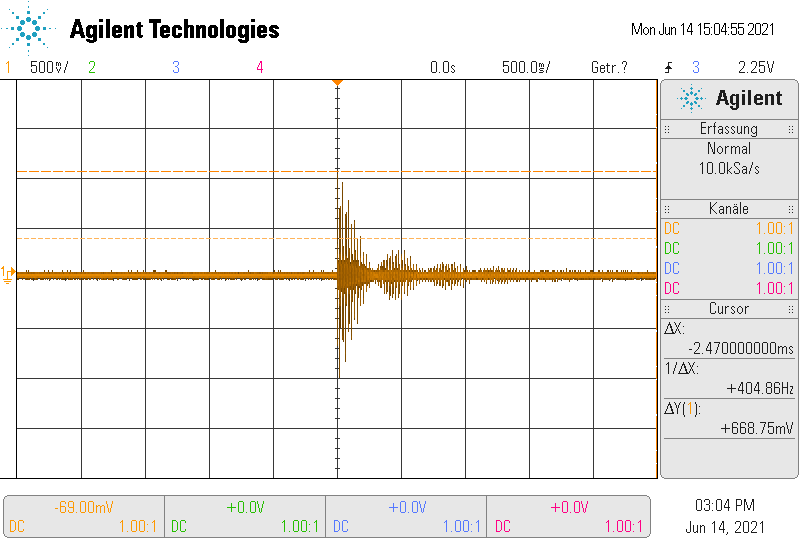 Agilent Technologies
Mon Jun 14 15:04:55 2021
1 500mV/ 2 3 4 0.0s 500.0ms/ Getr.? 3 2.25V
Agilent
Erfassung
Normal
10.0kSa/s
Kanäle
DC 1.00:1
DC 1.00:1
DC 1.00:1
DC 1.00:1
Cursor
ΔX:
-2.470000000ms
1/ΔX:
+404.86Hz
ΔY(1):
+668.75mV
1
-69.00mV +0.0V +0.0V +0.0V
DC 1.00:1 DC 1.00:1 DC 1.00:1 DC 1.00:1
03:04 PM
Jun 14, 2021